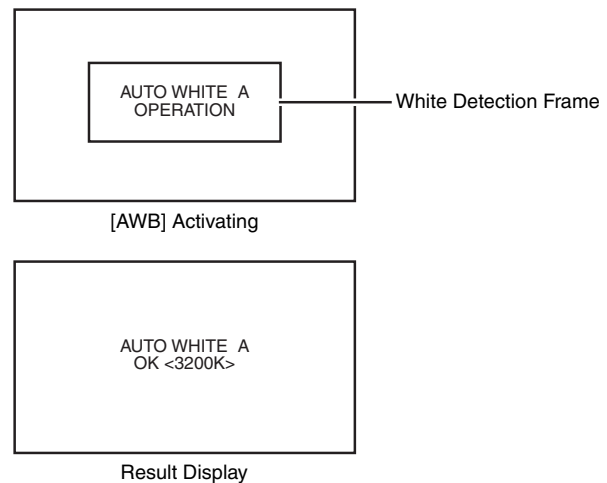 AUTO WHITE A
OPERATION
White Detection Frame
[AWB] Activating
AUTO WHITE A
OK <3200K>
Result Display